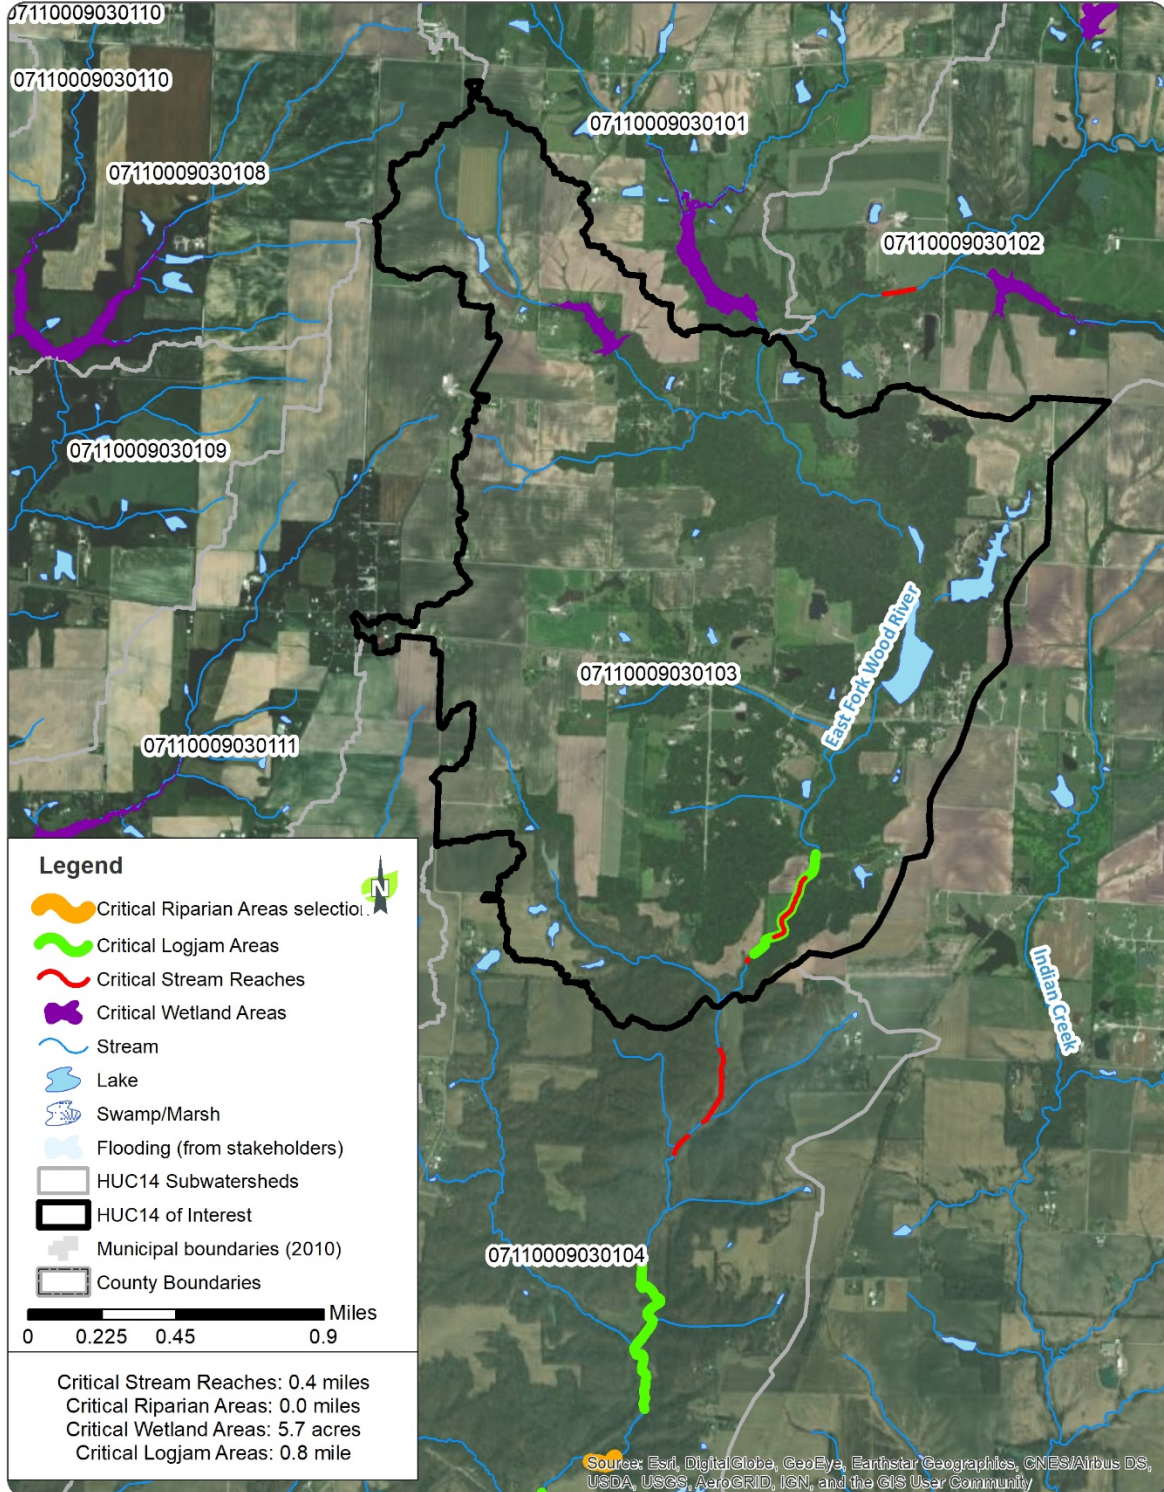 07110009030110
07110009030110
07110009030101
07110009030108
07110009030102
07110009030109
East Fork Wood River
07110009030103
07110009030111
Indian Creek
07110009030104
Legend
N
Critical Riparian Areas selection
Critical Logjam Areas
Critical Stream Reaches
Critical Wetland Areas
Stream
Lake
Swamp/Marsh
Flooding (from stakeholders)
HUC14 Subwatersheds
HUC14 of Interest
Municipal boundaries (2010)
County Boundaries
Miles
0 0.225 0.45 0.9
Critical Stream Reaches: 0.4 miles
Critical Riparian Areas: 0.0 miles
Critical Wetland Areas: 5.7 acres
Critical Logjam Areas: 0.8 mile
Source: Esri, DigitalGlobe, GeoEye, Earthstar Geographics, CNES/Airbus DS,
USDA, USGS, AeroGRID, IGN, and the GIS User Community